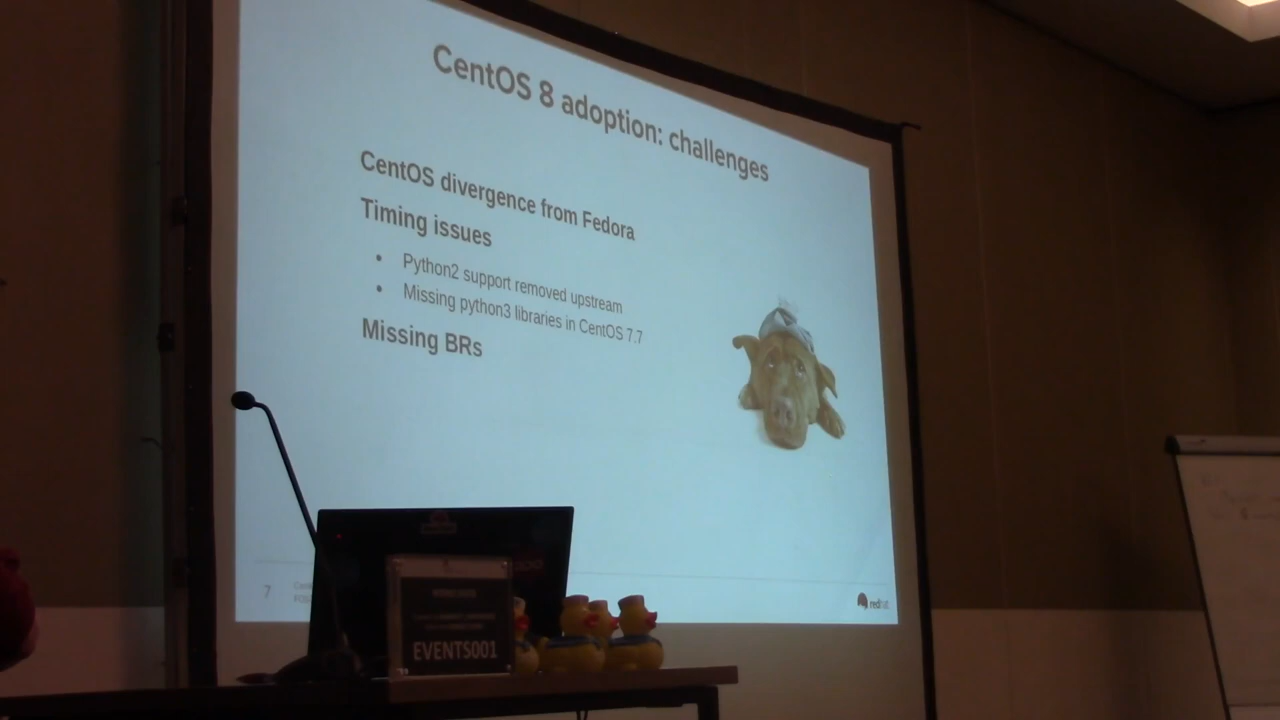 CentOS 8 adoption: challenges
CentOS divergence from Fedora
Timing issues
• Python2 support removed upstream
• Missing python3 libraries in CentOS 7.7
Missing BRs
7
redhat
EVENTS001